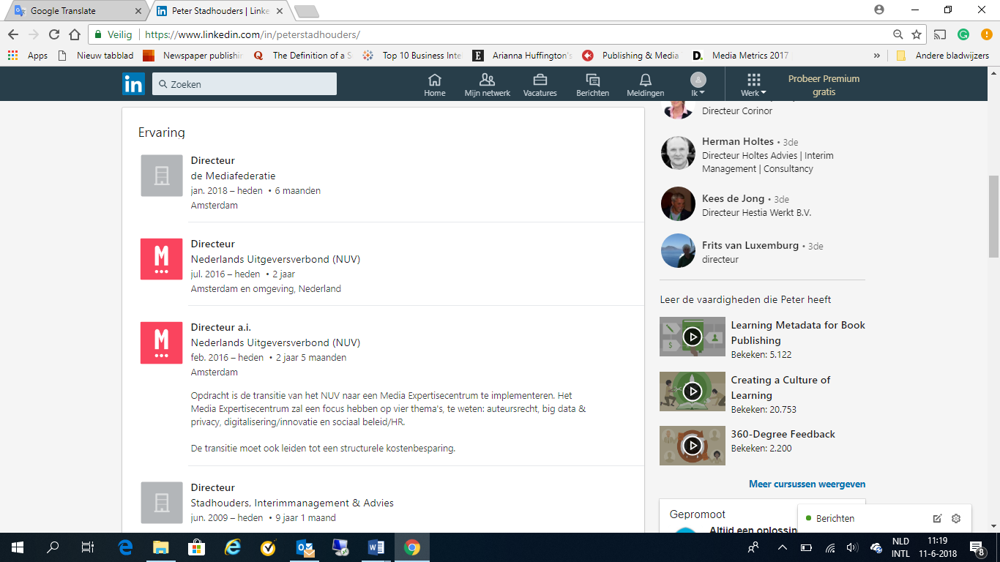 Google Translate
Peter Stadhouders | Linke
Veilig
https://www.linkedin.com/in/peterstadhouders/
Apps
Nieuw tabblad
Newspaper publishi
The Definition of a S
Top 10 Business Inte
Arianna Huffington's
Publishing & Media
Media Metrics 2017
»
Andere bladwijzers
in
Zoeken
Home
Mijn netwerk
Vacatures
Berichten
Meldingen
Ik
Werk
Probeer Premium
gratis
Ervaring
Directeur
de Mediafederatie
jan. 2018 – heden • 6 maanden
Amsterdam
M
Directeur
Nederlands Uitgeversverbond (NUV)
jul. 2016 – heden • 2 jaar
Amsterdam en omgeving, Nederland
M
Directeur a.i.
Nederlands Uitgeversverbond (NUV)
feb. 2016 – heden • 2 jaar 5 maanden
Amsterdam
Opdracht is de transitie van het NUV naar een Media Expertisecentrum te implementeren. Het
Media Expertisecentrum zal een focus hebben op vier thema's, te weten: auteursrecht, big data &
privacy, digitalisering/innovatie en sociaal beleid/HR.
De transitie moet ook leiden tot een structurele kostenbesparing.
Directeur
Stadhouders, Interimmanagement & Advies
jun. 2009 – heden • 9 jaar 1 maand
Directeur Corinor
Herman Holtes • 3de
Directeur Holtes Advies | Interim
Management | Consultancy
Kees de Jong • 3de
Directeur Hestia Werkt B.V.
Frits van Luxemburg • 3de
directeur
Leer de vaardigheden die Peter heeft
Learning Metadata for Book
Publishing
Bekeken: 5.122
Creating a Culture of
Learning
Bekeken: 20.753
360-Degree Feedback
Bekeken: 2.200
Meer cursussen weergeven
Gepromoot
Altijd een oplossin
Berichten
NLD
INTL
11:19
11-6-2018
8